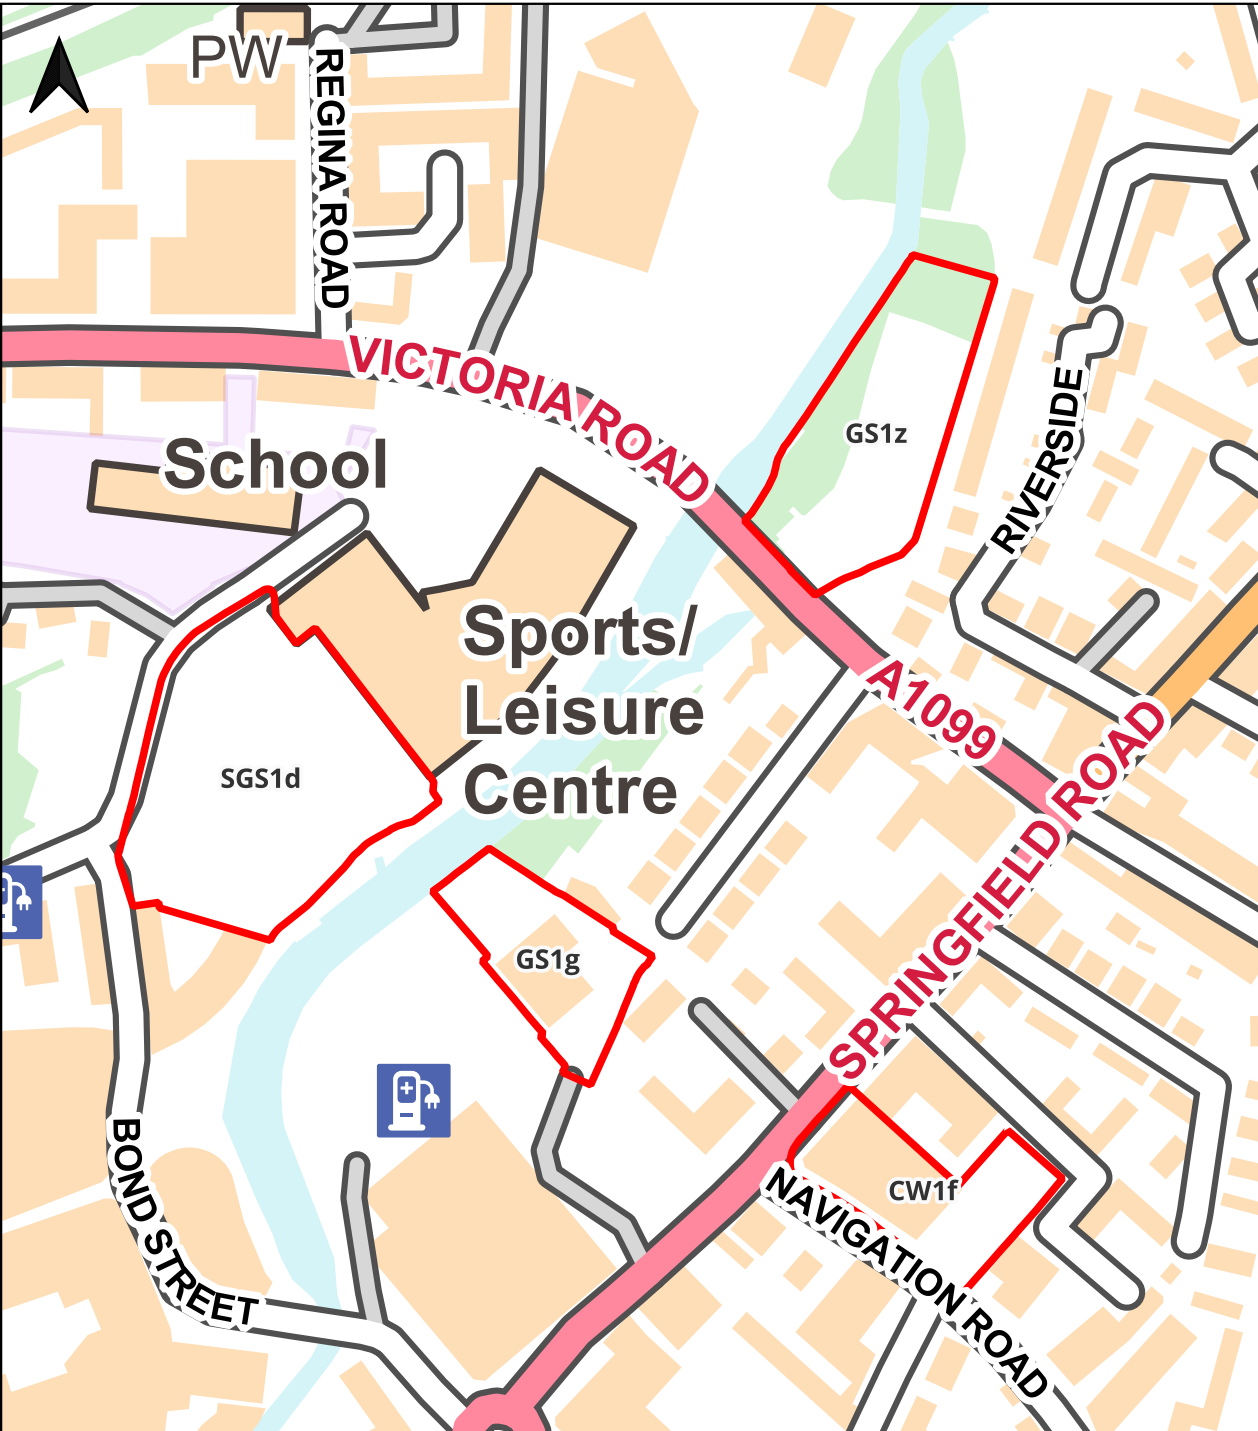 PW
REGINA ROAD
VICTORIA ROAD
GS1z
School
RIVERSIDE
Sports/
Leisure
Centre
A1099
SGS1d
SPRINGFIELD ROAD
GS1g
BOND STREET
CW1f
NAVIGATION ROAD